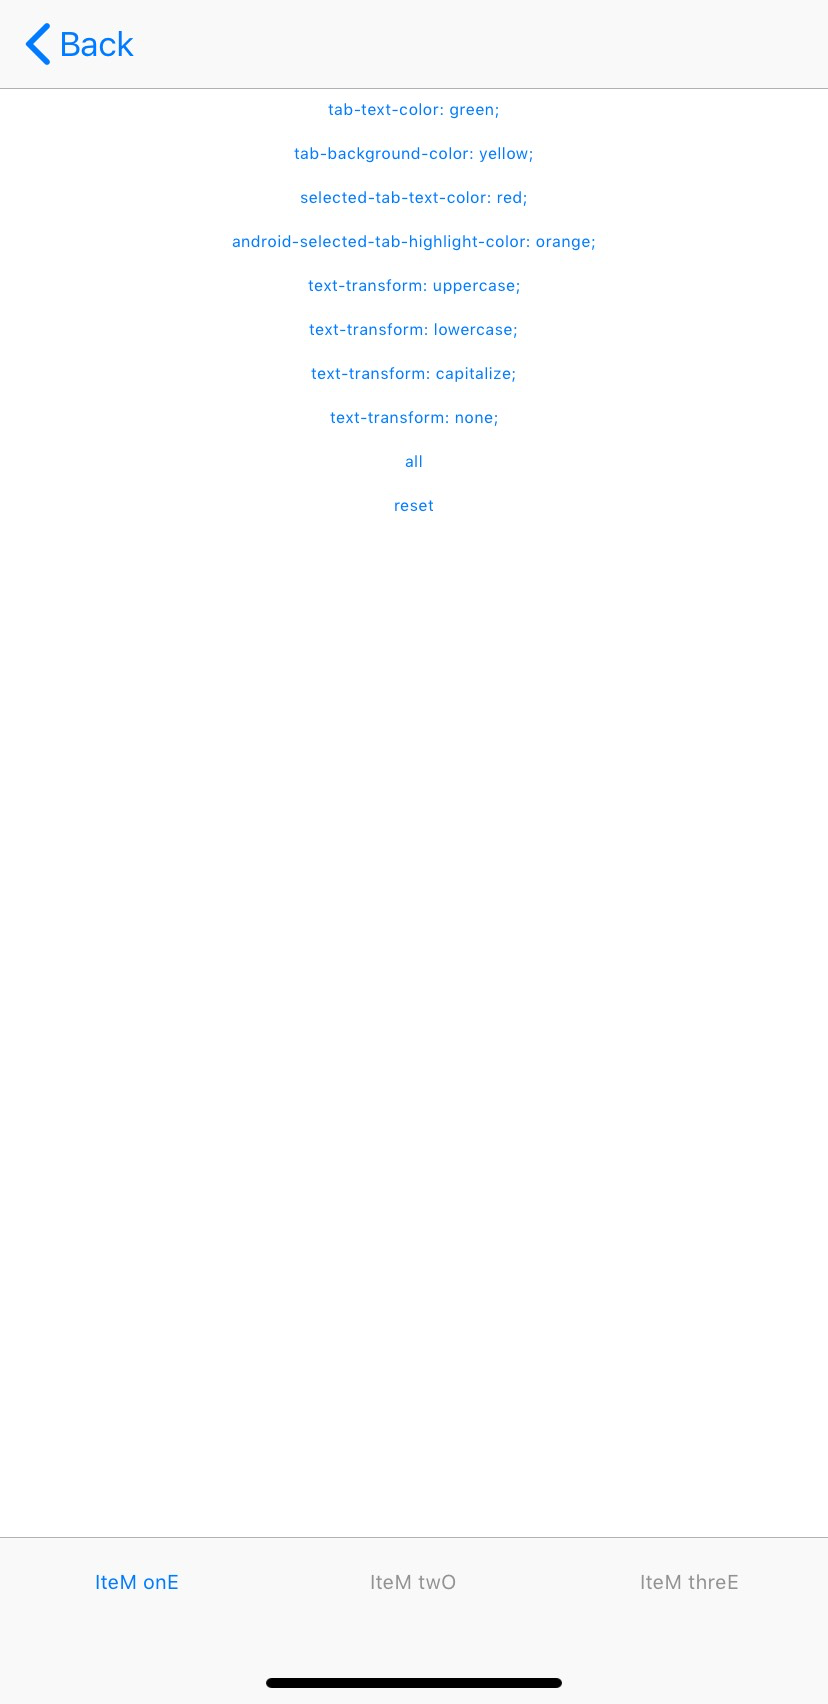 Back
tab-text-color: green;
tab-background-color: yellow;
selected-tab-text-color: red;
android-selected-tab-highlight-color: orange;
text-transform: uppercase;
text-transform: lowercase;
text-transform: capitalize;
text-transform: none;
all
reset
IteM onE
IteM twO
IteM threE